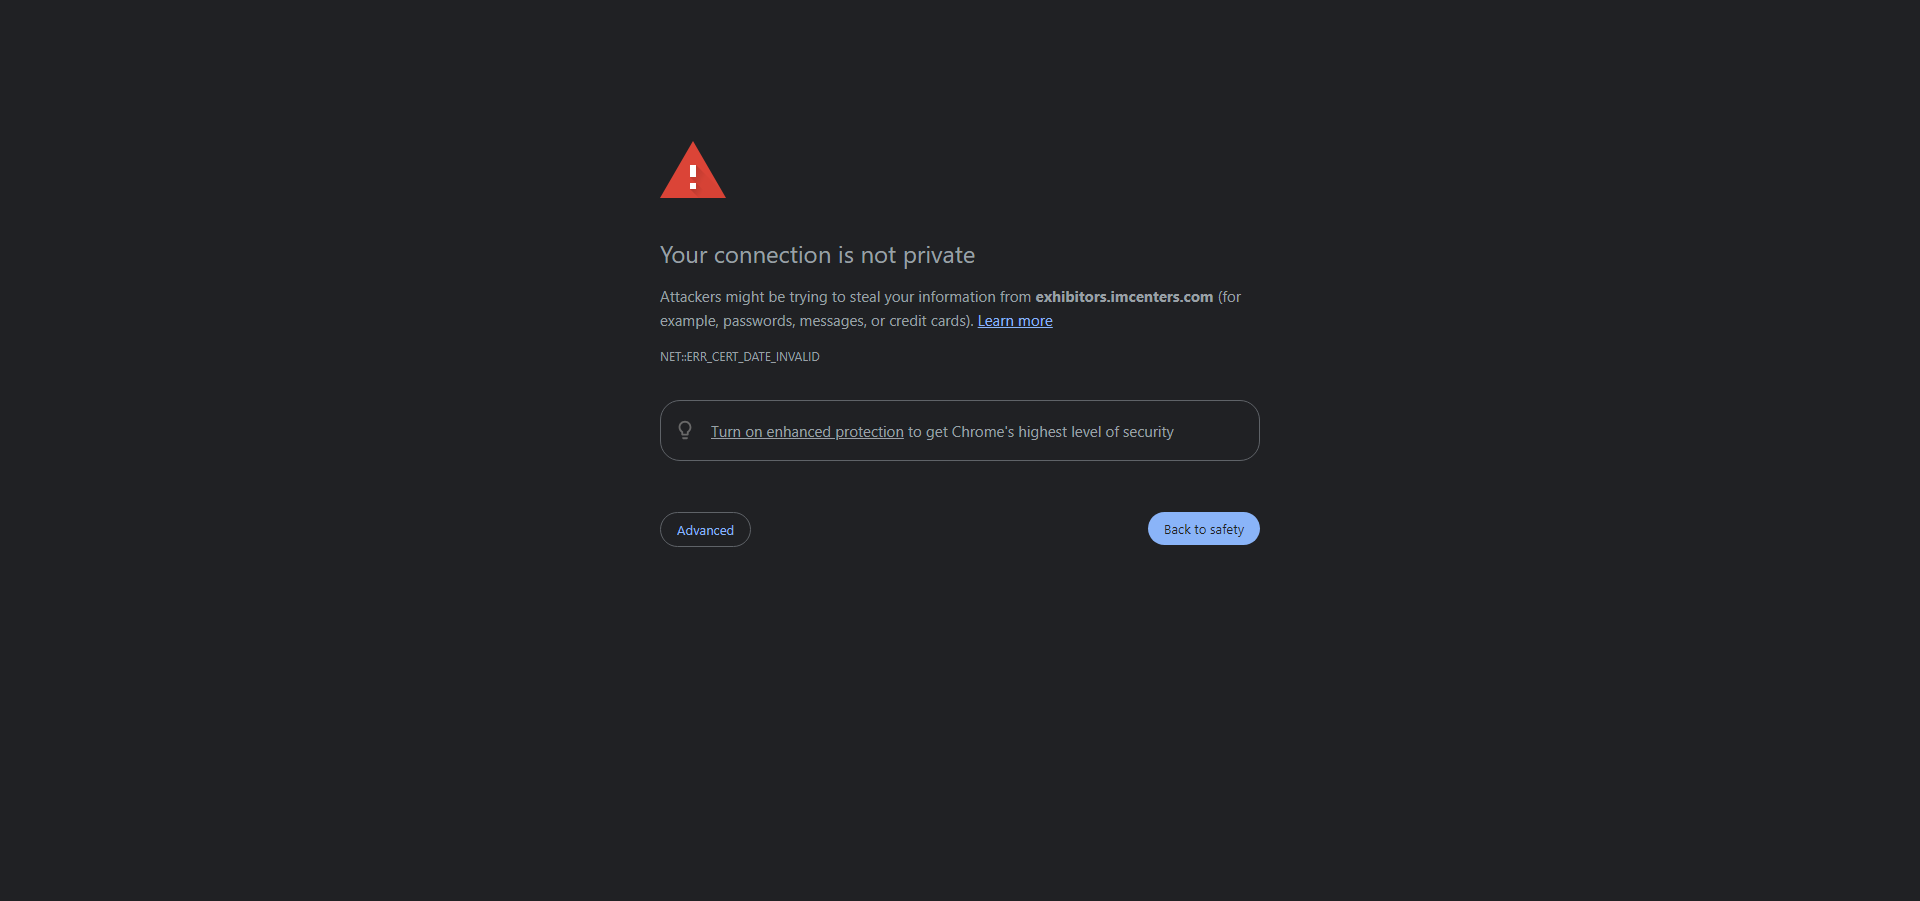 Your connection is not private
Attackers might be trying to steal your information from exhibitors.imcenters.com (for
example, passwords, messages, or credit cards). Learn more
NET::ERR_CERT_DATE_INVALID
Turn on enhanced protection to get Chrome's highest level of security
Advanced
Back to safety